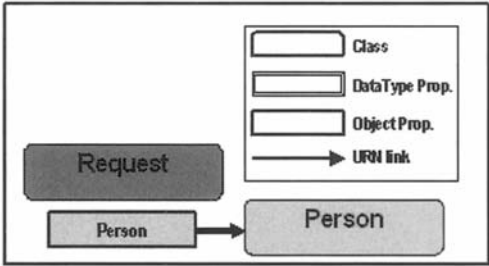 Class
DataType Prop.
Object Prop.
URN link
Request
Person
Person